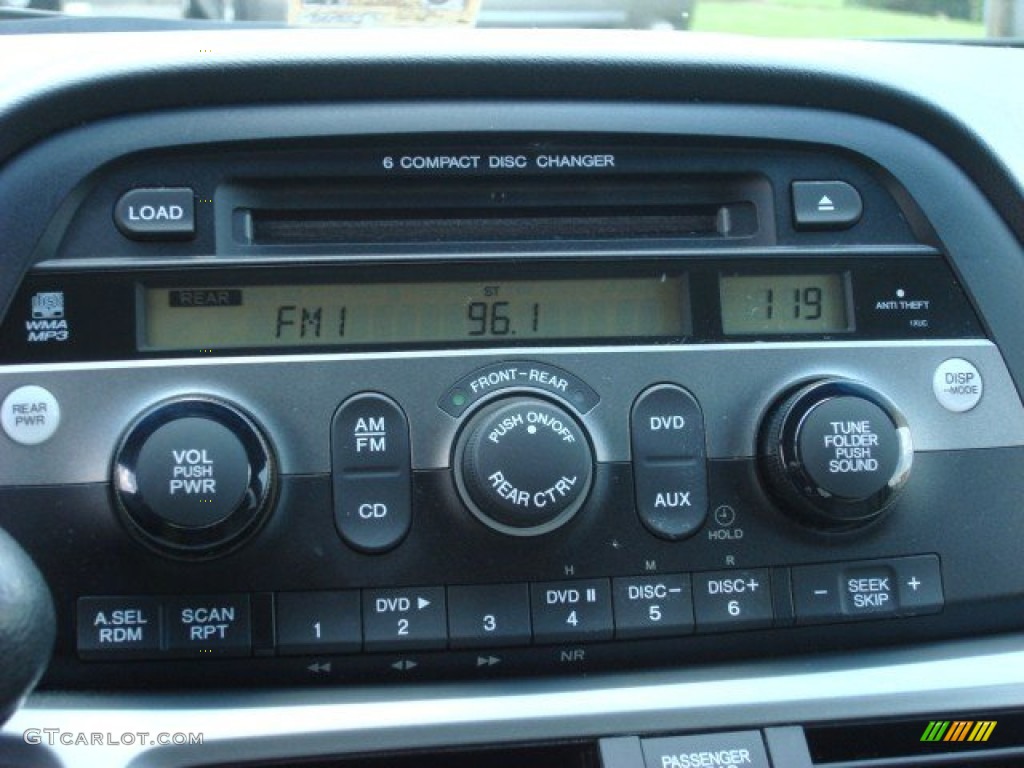 6 COMPACT DISC CHANGER
LOAD
REAR
ST
FM1
96.1
119
WMA
MP3
ANTI THEFT
1XUC
REAR
PWR
FRONT-REAR
DISP
MODE
VOL
PUSH
PWR
AM
FM
CD
PUSH ON/OFF
REAR CTRL
DVD
AUX
TUNE
FOLDER
PUSH
SOUND
HOLD
H
M
R
A.SEL
RDM
SCAN
RPT
1
DVD ▶
2
3
DVD II
4
DISC−
5
DISC+
6
−
SEEK
SKIP
+
NR
GTCARLOT.COM
PASSENGER